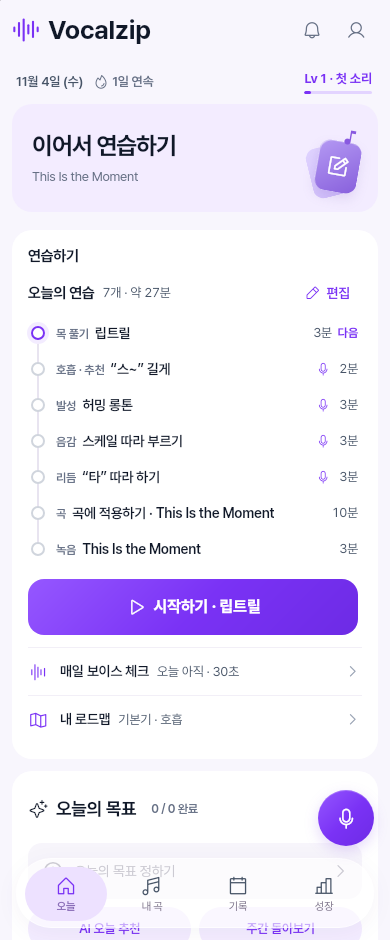 Vocalzip
11월 4일 (수) 1일 연속 Lv 1 · 첫 소리
이어서 연습하기
This Is the Moment
연습하기
오늘의 연습 7개 · 약 27분 편집
목 풀기 립트릴 3분 다음
호흡 · 추천 “스~” 길게 2분
발성 허밍 롱톤 3분
음감 스케일 따라 부르기 3분
리듬 “타” 따라 하기 3분
곡 곡에 적용하기 · This Is the Moment 10분
녹음 This Is the Moment 3분
시작하기 · 립트릴
매일 보이스 체크 오늘 아직 · 30초
내 로드맵 기본기 · 호흡
오늘의 목표 0 / 0 완료
오늘의 목표 정하기
오늘 내 곡 기록 성장
AI 오늘 추천 주간 돌아보기